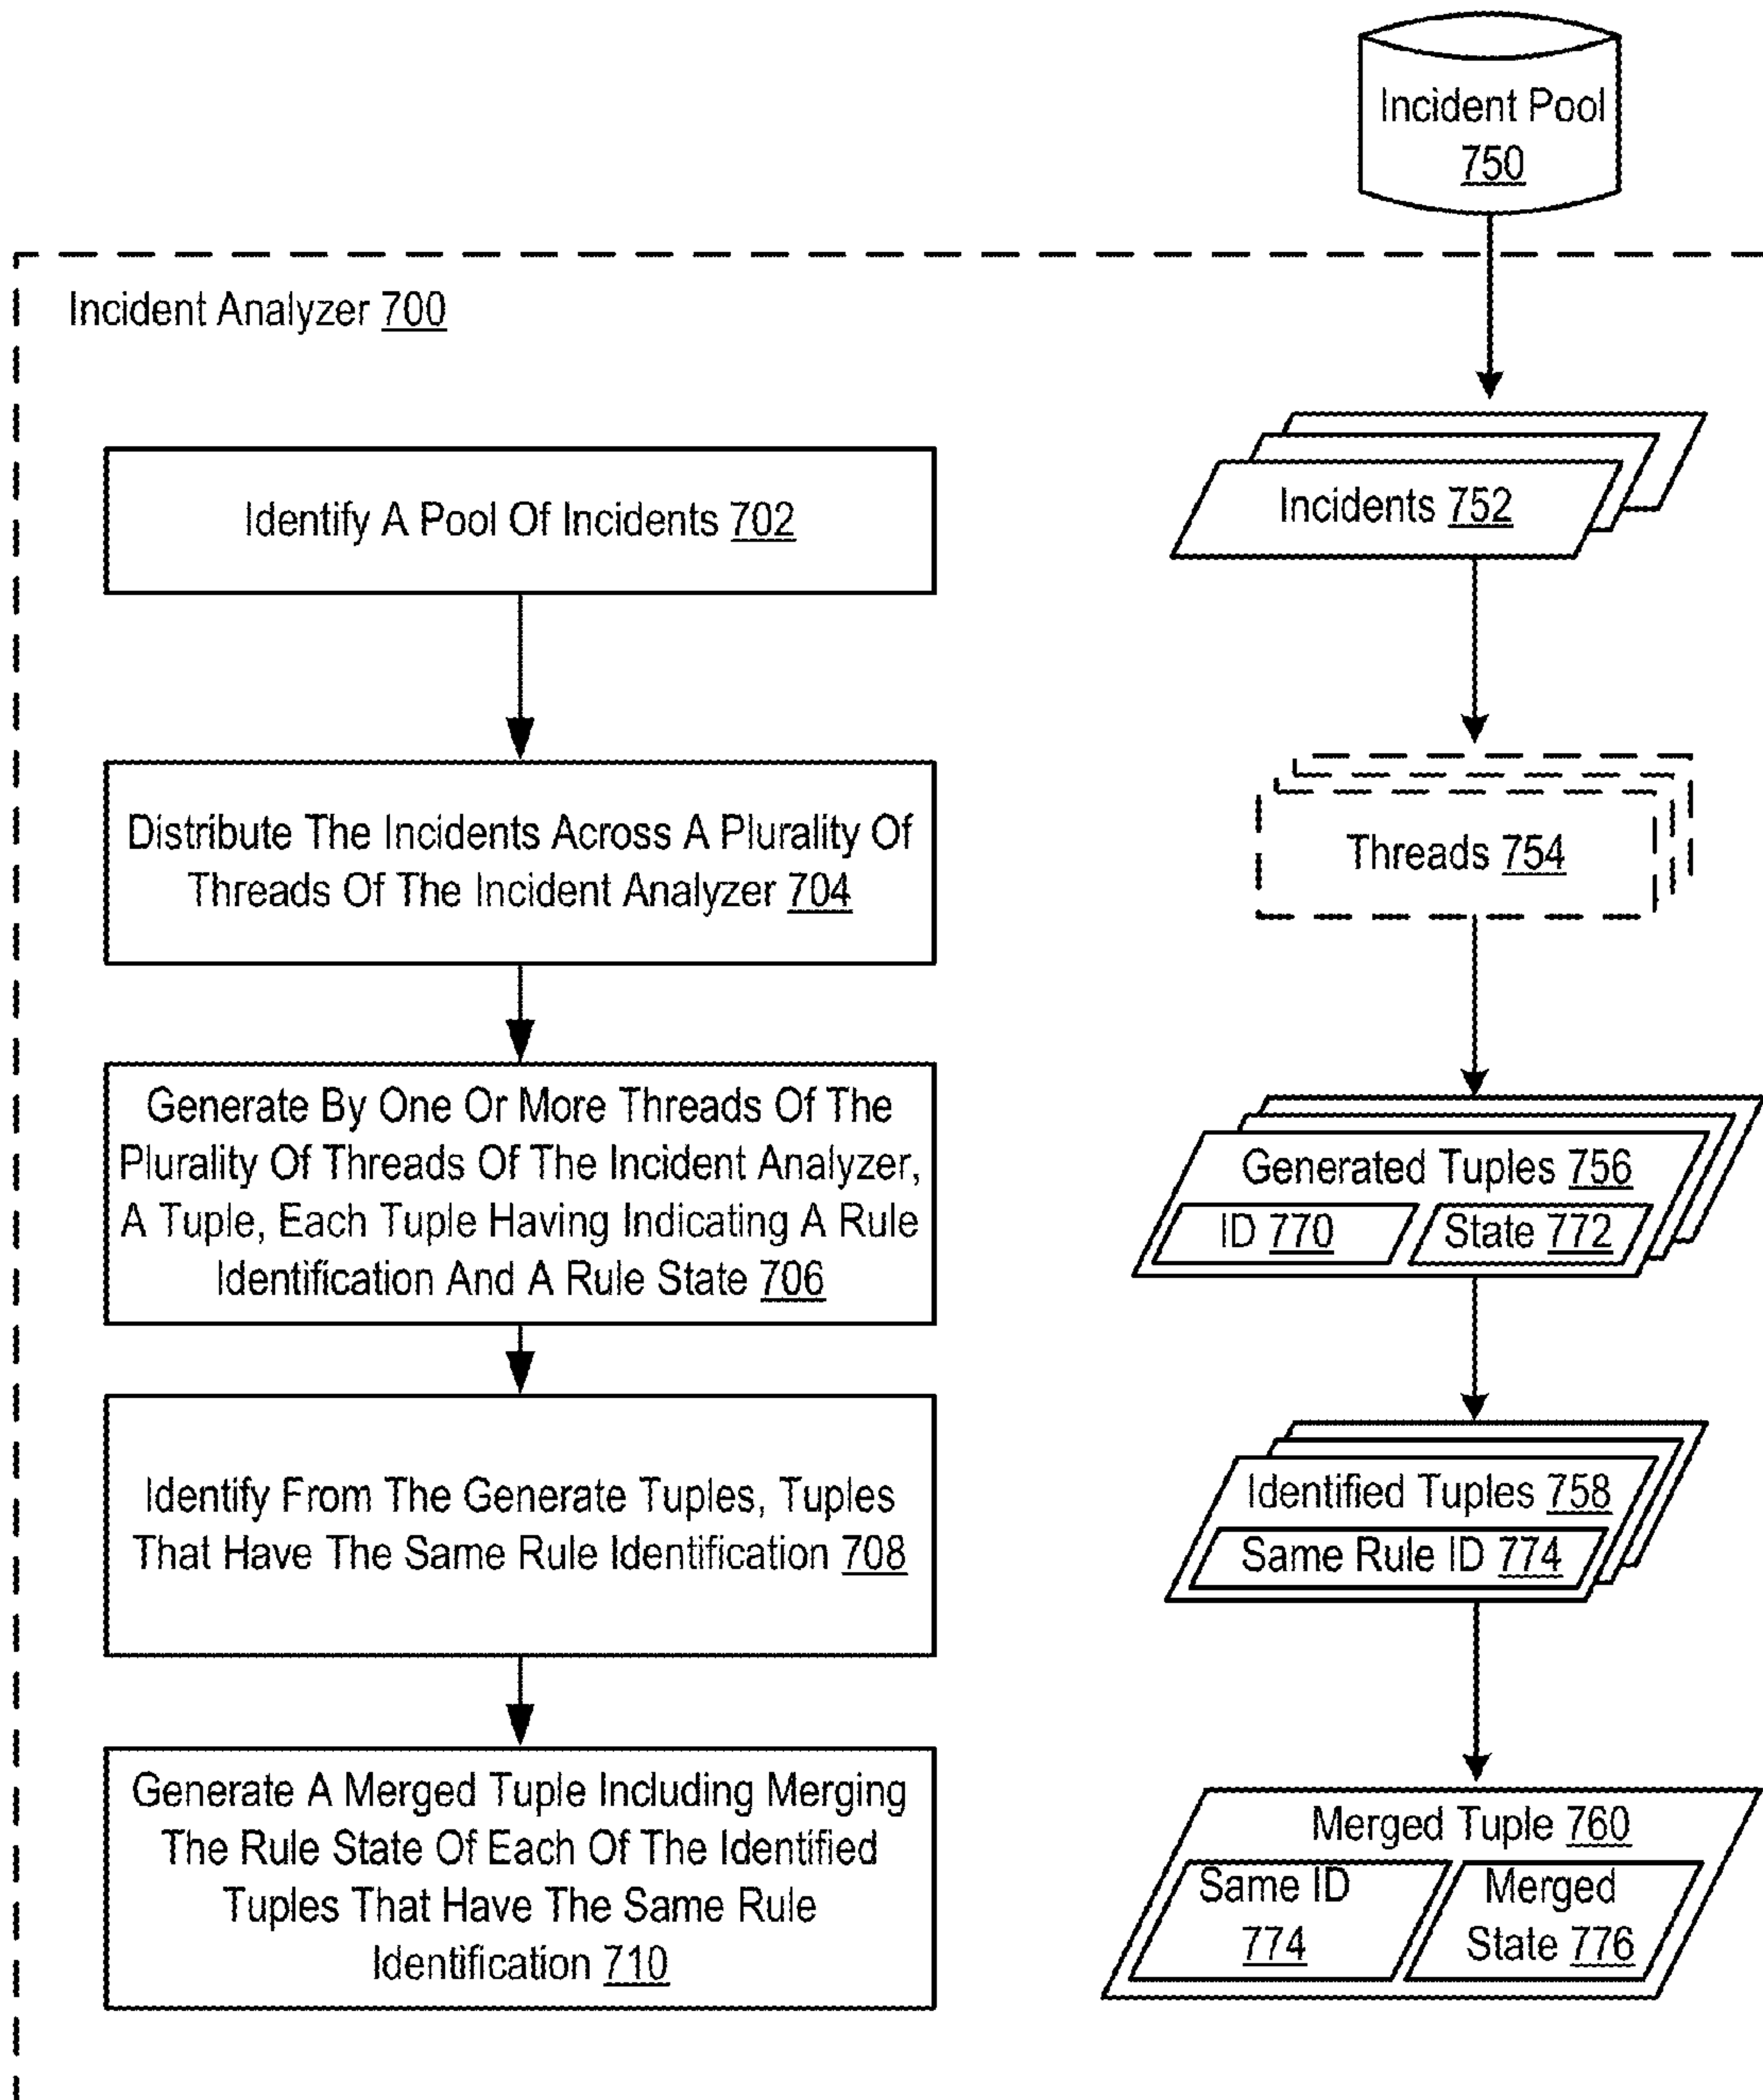 Incident Pool
750
Incident Analyzer 700
Identify A Pool Of Incidents 702
Distribute The Incidents Across A Plurality Of
Threads Of The Incident Analyzer 704
Generate By One Or More Threads Of The
Plurality Of Threads Of The Incident Analyzer,
A Tuple, Each Tuple Having Indicating A Rule
Identification And A Rule State 706
Identify From The Generate Tuples, Tuples
That Have The Same Rule Identification 708
Generate A Merged Tuple Including Merging
The Rule State Of Each Of The Identified
Tuples That Have The Same Rule
Identification 710
Incidents 752
Threads 754
Generated Tuples 756
ID 770
State 772
Identified Tuples 758
Same Rule ID 774
Merged Tuple 760
Same ID
774
Merged
State 776